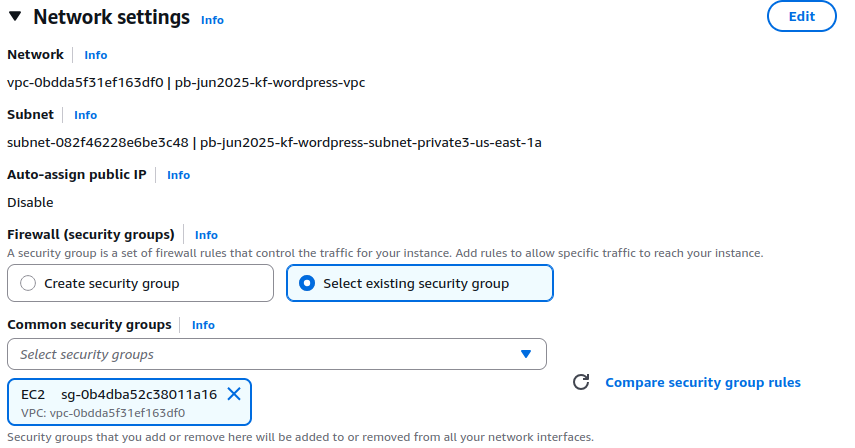 Network settings Info Edit
Network Info
vpc-0bdda5f31ef163df0 | pb-jun2025-kf-wordpress-vpc
Subnet Info
subnet-082f46228e6be3c48 | pb-jun2025-kf-wordpress-subnet-private3-us-east-1a
Auto-assign public IP Info
Disable
Firewall (security groups) Info
A security group is a set of firewall rules that control the traffic for your instance. Add rules to allow specific traffic to reach your instance.
Create security group Select existing security group
Common security groups Info
Select security groups
EC2 sg-0b4dba52c38011a16
VPC: vpc-0bdda5f31ef163df0
Compare security group rules
Security groups that you add or remove here will be added to or removed from all your network interfaces.